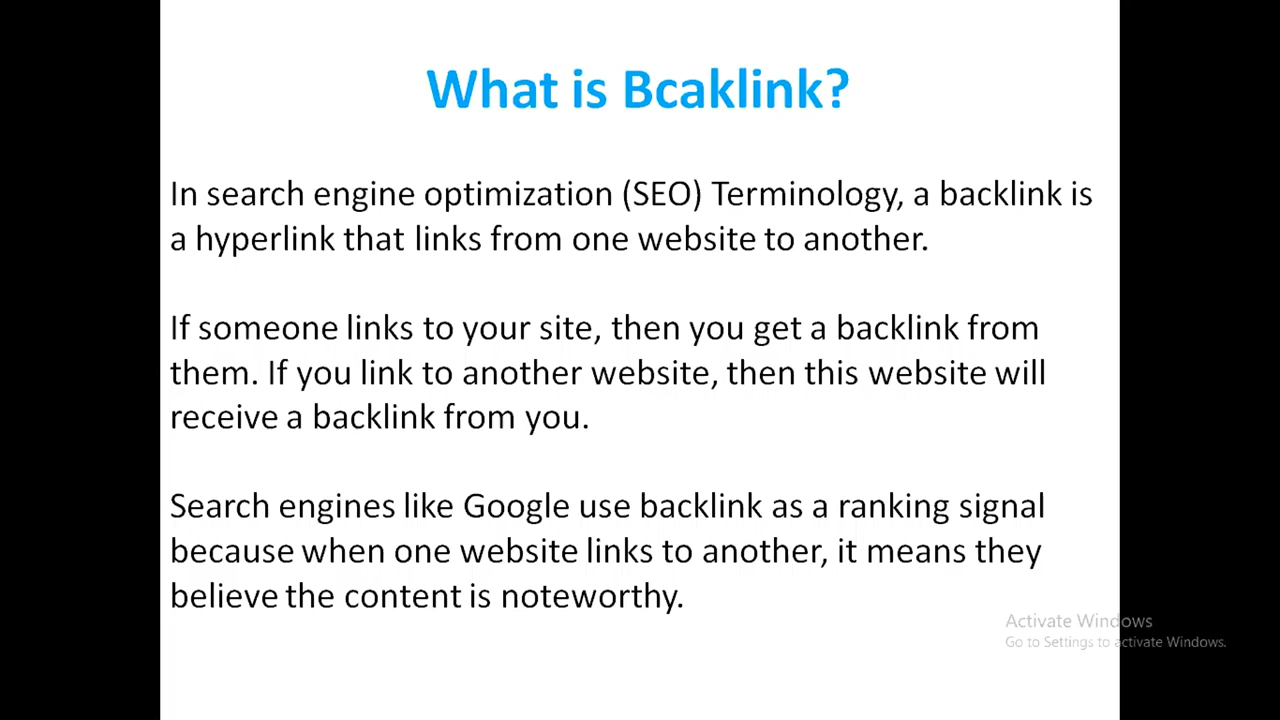 What is Bcaklink?
In search engine optimization (SEO) Terminology, a backlink is
a hyperlink that links from one website to another.
If someone links to your site, then you get a backlink from
them. If you link to another website, then this website will
receive a backlink from you.
Search engines like Google use backlink as a ranking signal
because when one website links to another, it means they
believe the content is noteworthy.
Activate Windows
Go to Settings to activate Windows.